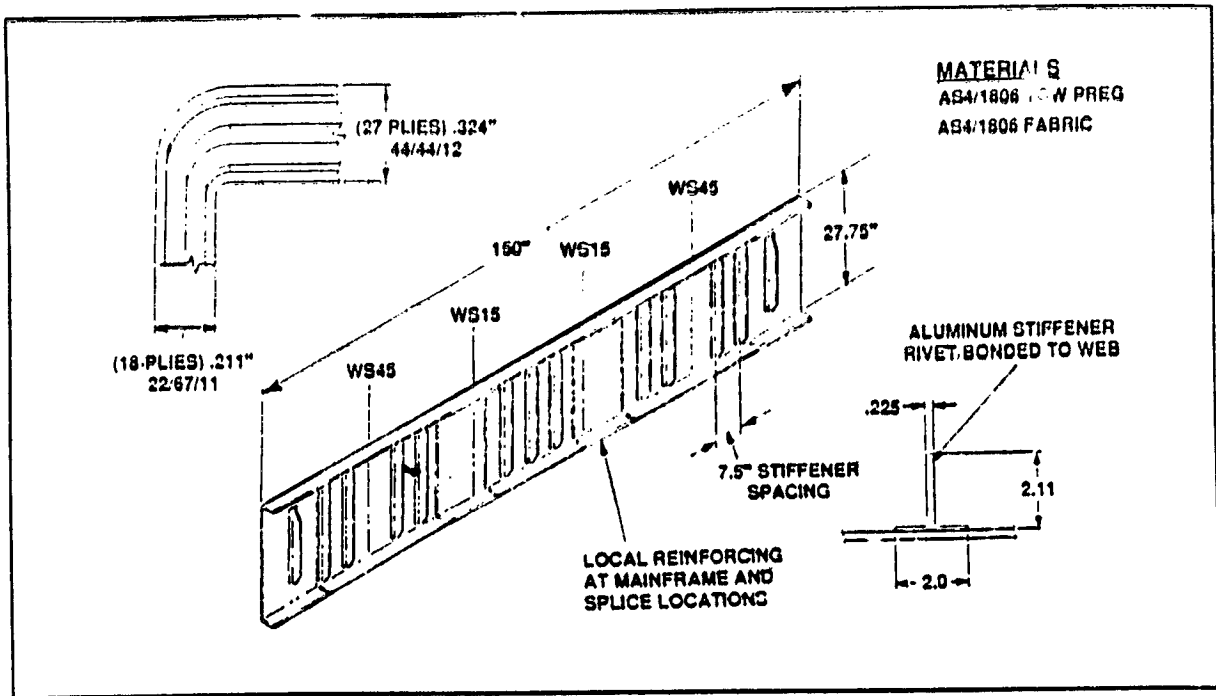 MATERIALS
AS4/1806 TOW PREG
AS4/1806 FABRIC
(27 PLIES) .324"
44/44/12
WS45
27.75"
150"
WS15
WS15
WS45
(18 PLIES) .211"
22/67/11
ALUMINUM STIFFENER
RIVET BONDED TO WEB
.225
7.5" STIFFENER
SPACING
2.11
LOCAL REINFORCING
AT MAINFRAME AND
SPLICE LOCATIONS
2.0